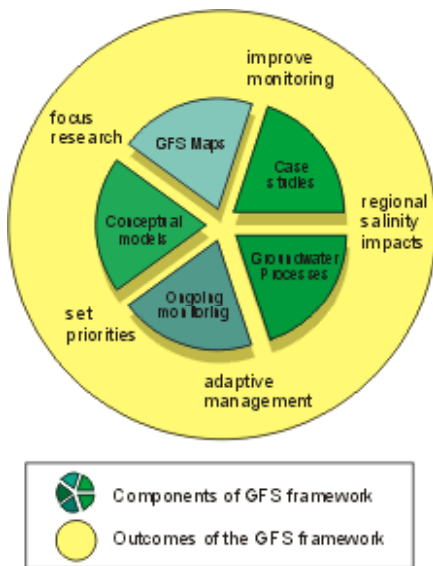 improve
monitoring
focus
research
GFS Maps
Case
studies
regional
salinity
impacts
Conceptual
models
Groundwater
Processes
Ongoing
monitoring
set
priorities
adaptive
management
Components of GFS framework
Outcomes of the GFS framework